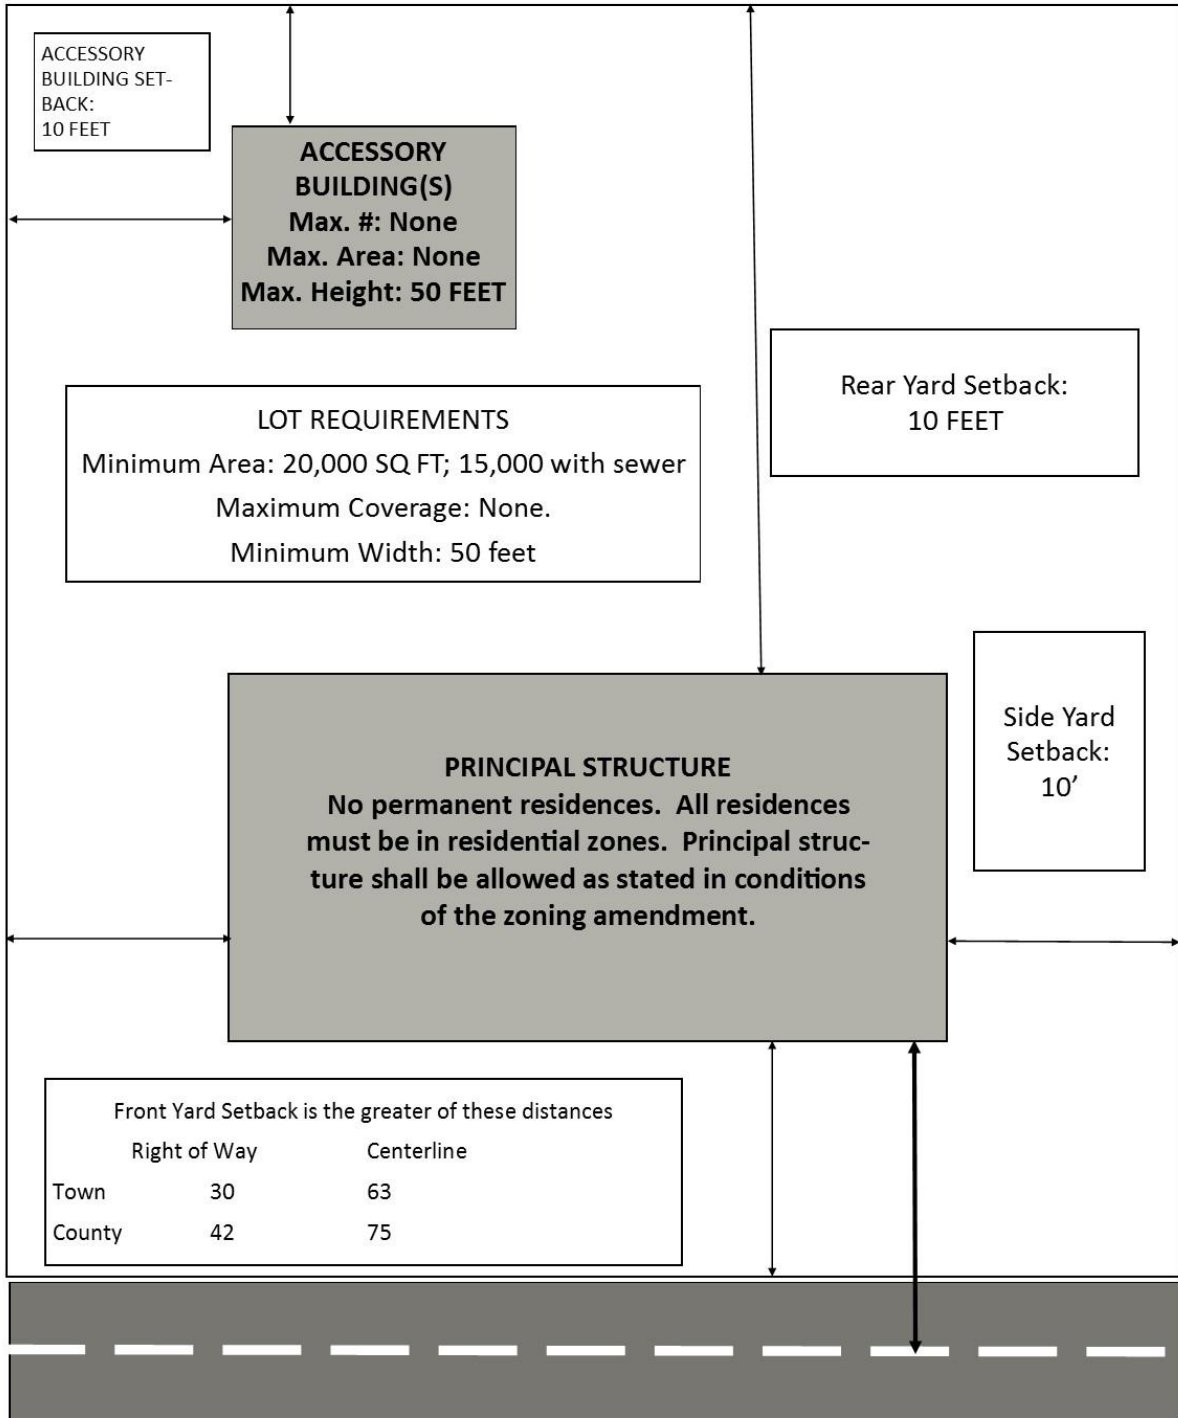 ACCESSORY
BUILDING SET-
BACK:
10 FEET
ACCESSORY
BUILDING(S)
Max. #: None
Max. Area: None
Max. Height: 50 FEET
Rear Yard Setback:
10 FEET
LOT REQUIREMENTS
Minimum Area: 20,000 SQ FT; 15,000 with sewer
Maximum Coverage: None.
Minimum Width: 50 feet
Side Yard
Setback:
10’
PRINCIPAL STRUCTURE
No permanent residences.  All residences
must be in residential zones.  Principal struc-
ture shall be allowed as stated in conditions
of the zoning amendment.
Front Yard Setback is the greater of these distances
Right of Way Centerline
Town 30 63
County 42 75